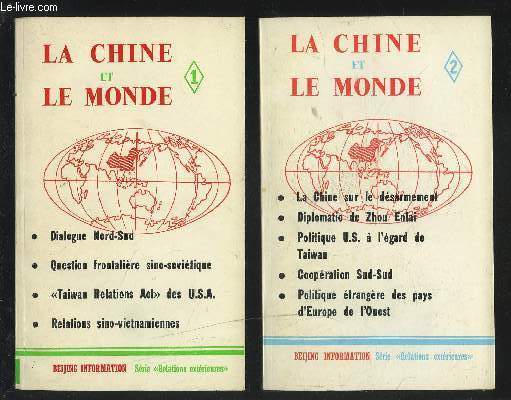 Le-Livre.com
LA CHINE
ET
LE MONDE
1
• Dialogue Nord-Sud
• Question frontalière sino-soviétique
• «Taiwan Relations Act» des U.S.A.
• Relations sino-vietnamiennes
BEIJING INFORMATION Série «Relations extérieures»
LA CHINE
ET
LE MONDE
2
• La Chine sur le désarmement
• Diplomatie de Zhou Enlai
• Politique U.S. à l'égard de
Taiwan
• Coopération Sud-Sud
• Politique étrangère des pays
d'Europe de l'Ouest
BEIJING INFORMATION Série «Relations extérieures»